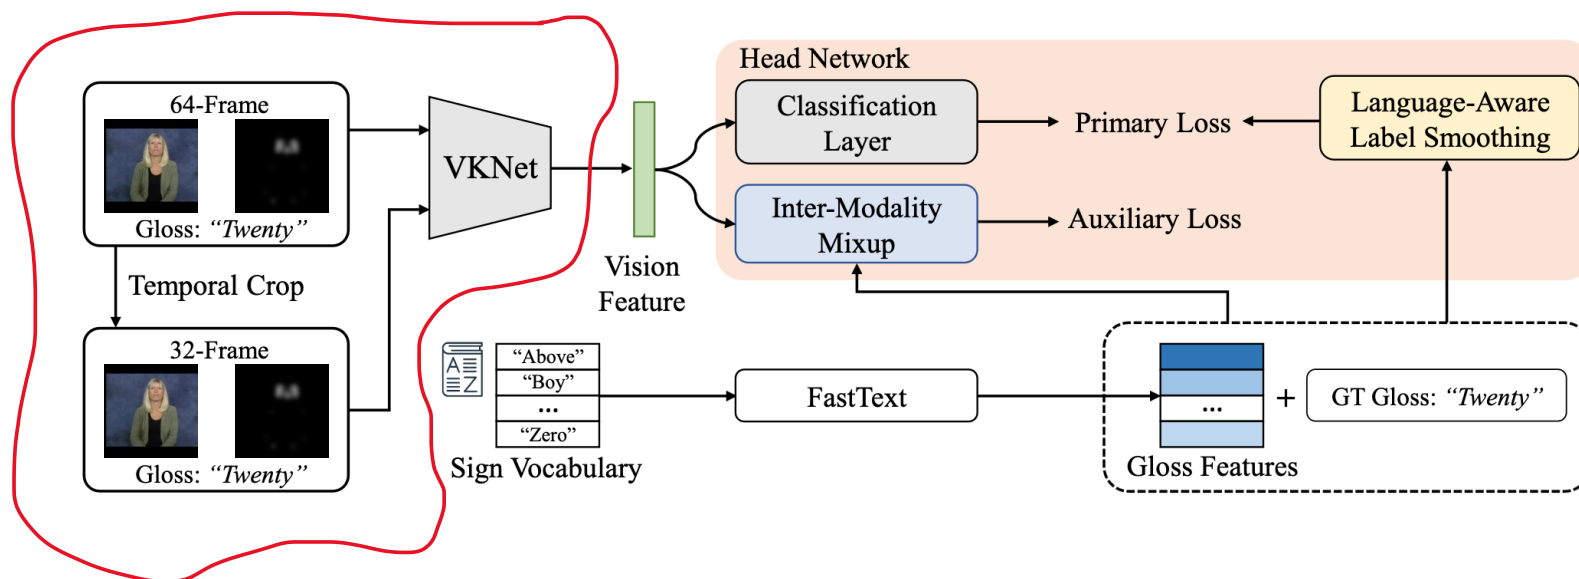 64-Frame
Gloss: “Twenty”
Temporal Crop
32-Frame
Gloss: “Twenty”
VKNet
Vision
Feature
Head Network
Classification
Layer
Primary Loss
Language-Aware
Label Smoothing
Inter-Modality
Mixup
Auxiliary Loss
A
Z
“Above”
“Boy”
...
“Zero”
Sign Vocabulary
FastText
...
Gloss Features
+
GT Gloss: “Twenty”